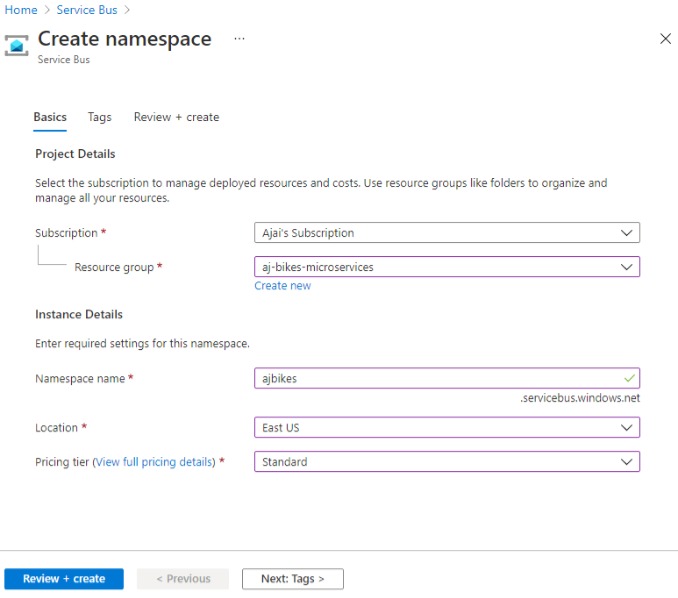 Home > Service Bus >
Create namespace ...
Service Bus
Basics Tags Review + create
Project Details
Select the subscription to manage deployed resources and costs. Use resource groups like folders to organize and
manage all your resources.
Subscription * Ajai's Subscription
Resource group * aj-bikes-microservices
Create new
Instance Details
Enter required settings for this namespace.
Namespace name * ajbikes
.servicebus.windows.net
Location * East US
Pricing tier (View full pricing details) * Standard
Review + create < Previous Next: Tags >